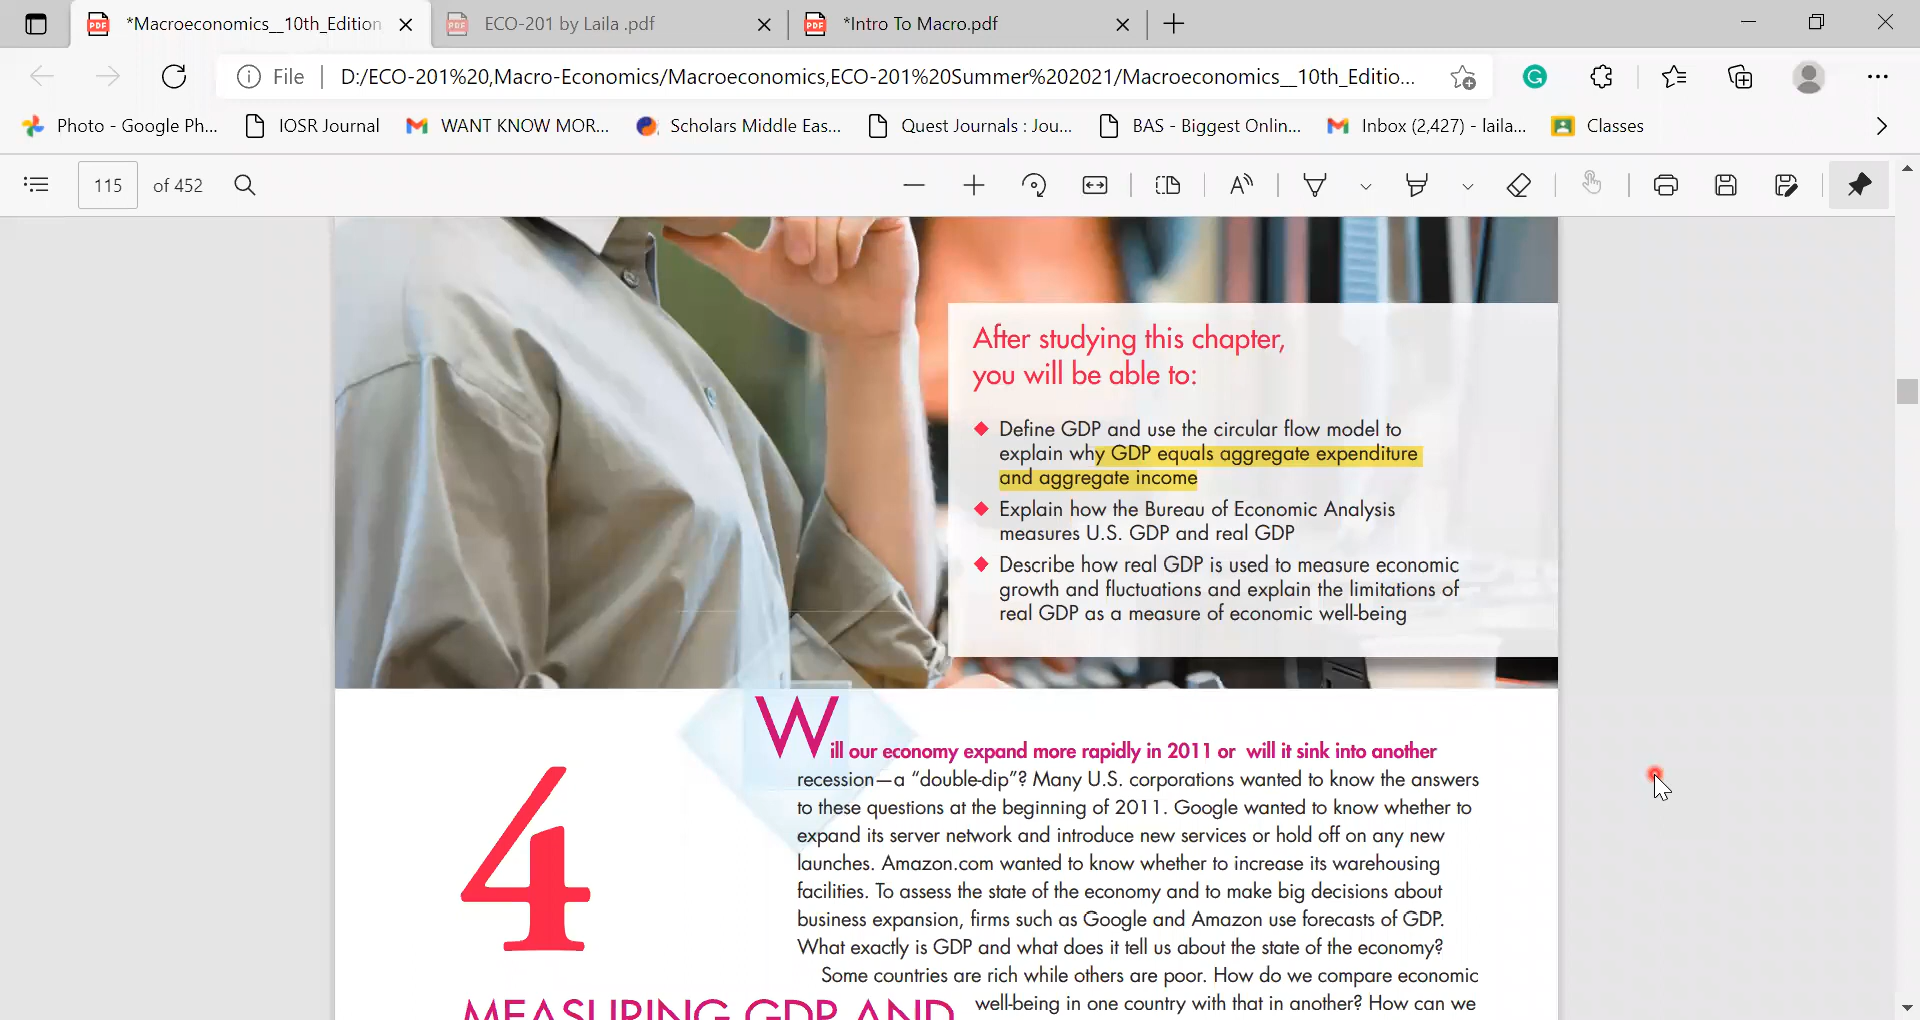 *Macroeconomics__10th_Edition
ECO-201 by Laila .pdf
*Intro To Macro.pdf
File
D:/ECO-201%20,Macro-Economics/Macroeconomics,ECO-201%20Summer%202021/Macroeconomics__10th_Editio...
Photo - Google Ph...
IOSR Journal
WANT KNOW MOR...
Scholars Middle Eas...
Quest Journals : Jou...
BAS - Biggest Onlin...
Inbox (2,427) - laila...
Classes
115 of 452
After studying this chapter,
you will be able to:
◆ Define GDP and use the circular flow model to
explain why GDP equals aggregate expenditure
and aggregate income
◆ Explain how the Bureau of Economic Analysis
measures U.S. GDP and real GDP
◆ Describe how real GDP is used to measure economic
growth and fluctuations and explain the limitations of
real GDP as a measure of economic well-being
4
MEASURING GDP AND
Will our economy expand more rapidly in 2011 or will it sink into another
recession—a “double-dip”? Many U.S. corporations wanted to know the answers
to these questions at the beginning of 2011. Google wanted to know whether to
expand its server network and introduce new services or hold off on any new
launches. Amazon.com wanted to know whether to increase its warehousing
facilities. To assess the state of the economy and to make big decisions about
business expansion, firms such as Google and Amazon use forecasts of GDP.
What exactly is GDP and what does it tell us about the state of the economy?
Some countries are rich while others are poor. How do we compare economic
well-being in one country with that in another? How can we